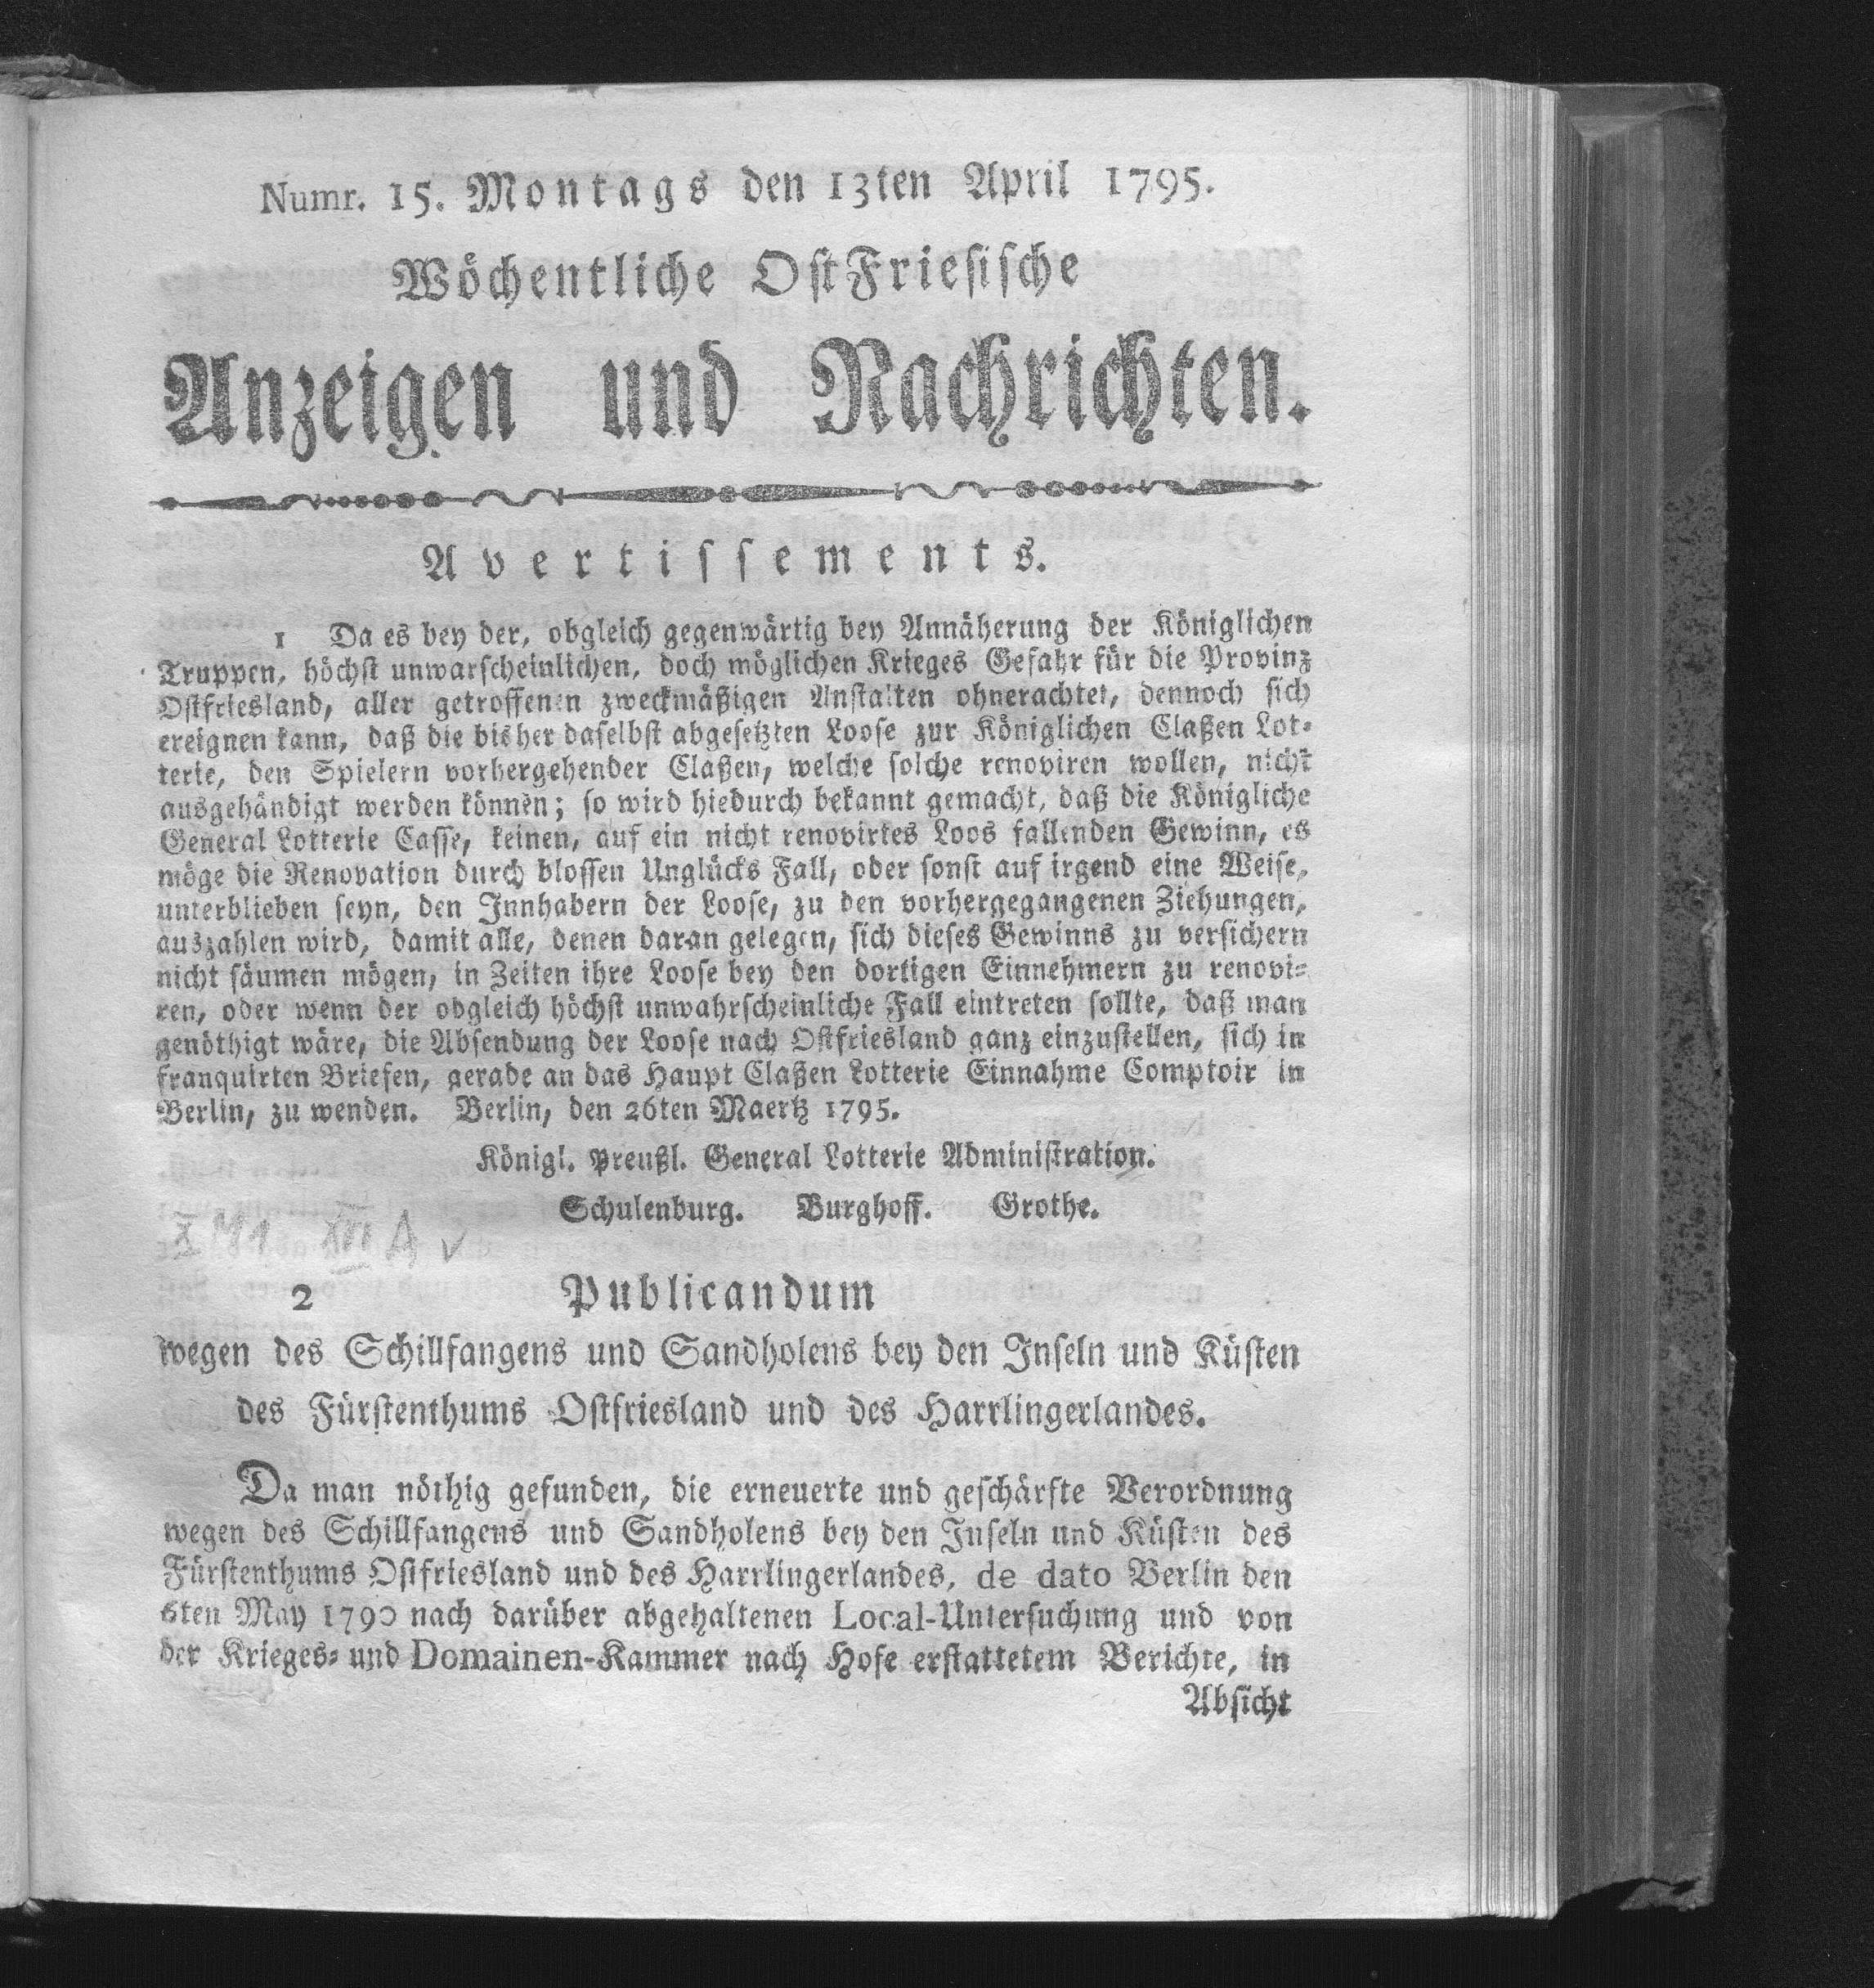 Numr. 15. Montags den 13ten April 1795.
Wöchentliche OstFriesische
Anzeigen und Nachrichten.
Avertissements.
1 Da es bey der, obgleich gegenwärtig bey Annäherung der Königlichen
Truppen, höchst unwarscheinlichen, doch möglichen Krieges Gefahr für die Provinz
Ostfriesland, aller getroffenen zweckmäßigen Anstalten ohnerachtet, dennoch sich
ereignen kann, daß die bisher daselbst abgesetzten Loose zur Königlichen Claßen Lot-
terie, den Spielern vorhergehender Claßen, welche solche renoviren wollen, nicht
ausgehändigt werden können; so wird hiedurch bekannt gemacht, daß die Königliche
General Lotterie Casse, keinen, auf ein nicht renovirtes Loos fallenden Gewinn, es
möge die Renovation durch blossen Unglücks Fall, oder sonst auf irgend eine Weise,
unterblieben seyn, den Innhabern der Loose, zu den vorhergegangenen Ziehungen,
auszahlen wird, damit alle, denen daran gelegen, sich dieses Gewinns zu versichern
nicht säumen mögen, in Zeiten ihre Loose bey den dortigen Einnehmern zu renovi-
ren, oder wenn der obgleich höchst unwahrscheinliche Fall eintreten sollte, daß man
genöthigt wäre, die Absendung der Loose nach Ostfriesland ganz einzustellen, sich in
franquirten Briefen, gerade an das Haupt Claßen Lotterie Einnahme Comptoir in
Berlin, zu wenden. Berlin, den 26ten Maertz 1795.
Königl. Preußl. General Lotterie Administration.
Schulenburg. Burghoff. Grothe.
X M1 XII A ✓
2 Publicandum
wegen des Schillfangens und Sandholens bey den Inseln und Küsten
des Fürstenthums Ostfriesland und des Harrlingerlandes.
Da man nöthig gefunden, die erneuerte und geschärfte Verordnung
wegen des Schillfangens und Sandholens bey den Inseln und Küsten des
Fürstenthums Ostfriesland und des Harrlingerlandes, de dato Berlin den
6ten May 1790 nach darüber abgehaltenen Local-Untersuchung und von
der Krieges- und Domainen-Kammer nach Hofe erstattetem Berichte, in
Absicht